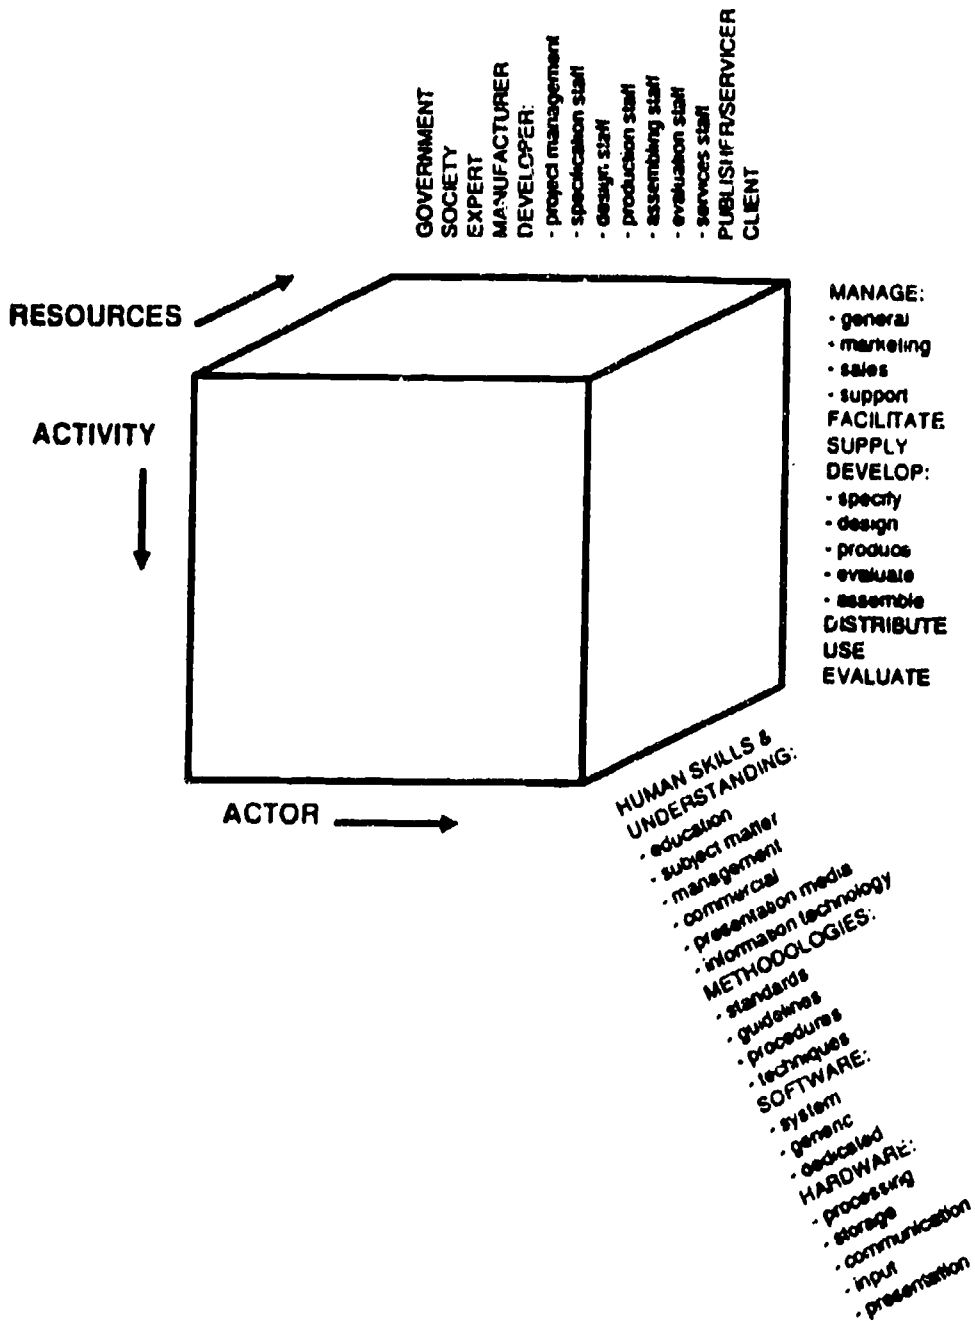 GOVERNMENT
SOCIETY
EXPERT
MANUFACTURER
DEVELOPER:
- project management
- specification staff
- design staff
- production staff
- assembling staff
- evaluation staff
- services staff
PUBLISHER/SERVICER
CLIENT
RESOURCES
ACTIVITY
ACTOR
MANAGE:
- general
- marketing
- sales
- support
FACILITATE
SUPPLY
DEVELOP:
- specify
- design
- produce
- evaluate
- assemble
DISTRIBUTE
USE
EVALUATE
HUMAN SKILLS &
UNDERSTANDING:
- education
- subject matter
- management
- commercial
- presentation media
- information technology
METHODOLOGIES:
- standards
- guidelines
- procedures
- techniques
SOFTWARE:
- system
- generic
- dedicated
HARDWARE:
- processing
- storage
- communication
- input
- presentation